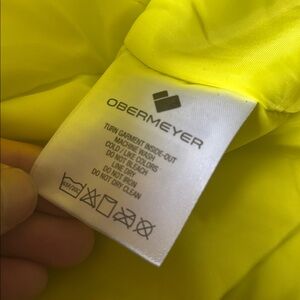 OBERMEYER
TURN GARMENT INSIDE-OUT
MACHINE WASH
COLD / LIKE COLORS
DO NOT BLEACH
LINE DRY
DO NOT IRON
DO NOT DRY CLEAN